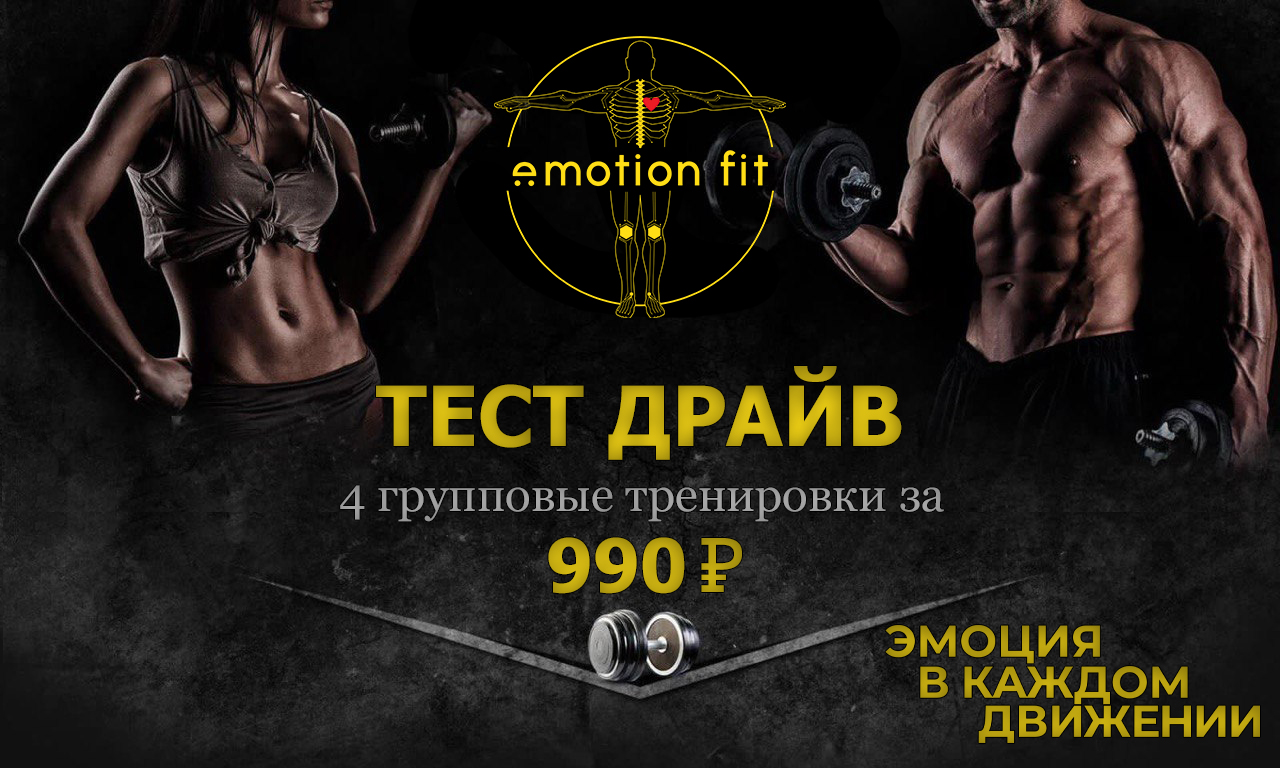 emotion fit
ТЕСТ ДРАЙВ
4 групповые тренировки за
990 ₽
ЭМОЦИЯ
В КАЖДОМ
ДВИЖЕНИИ